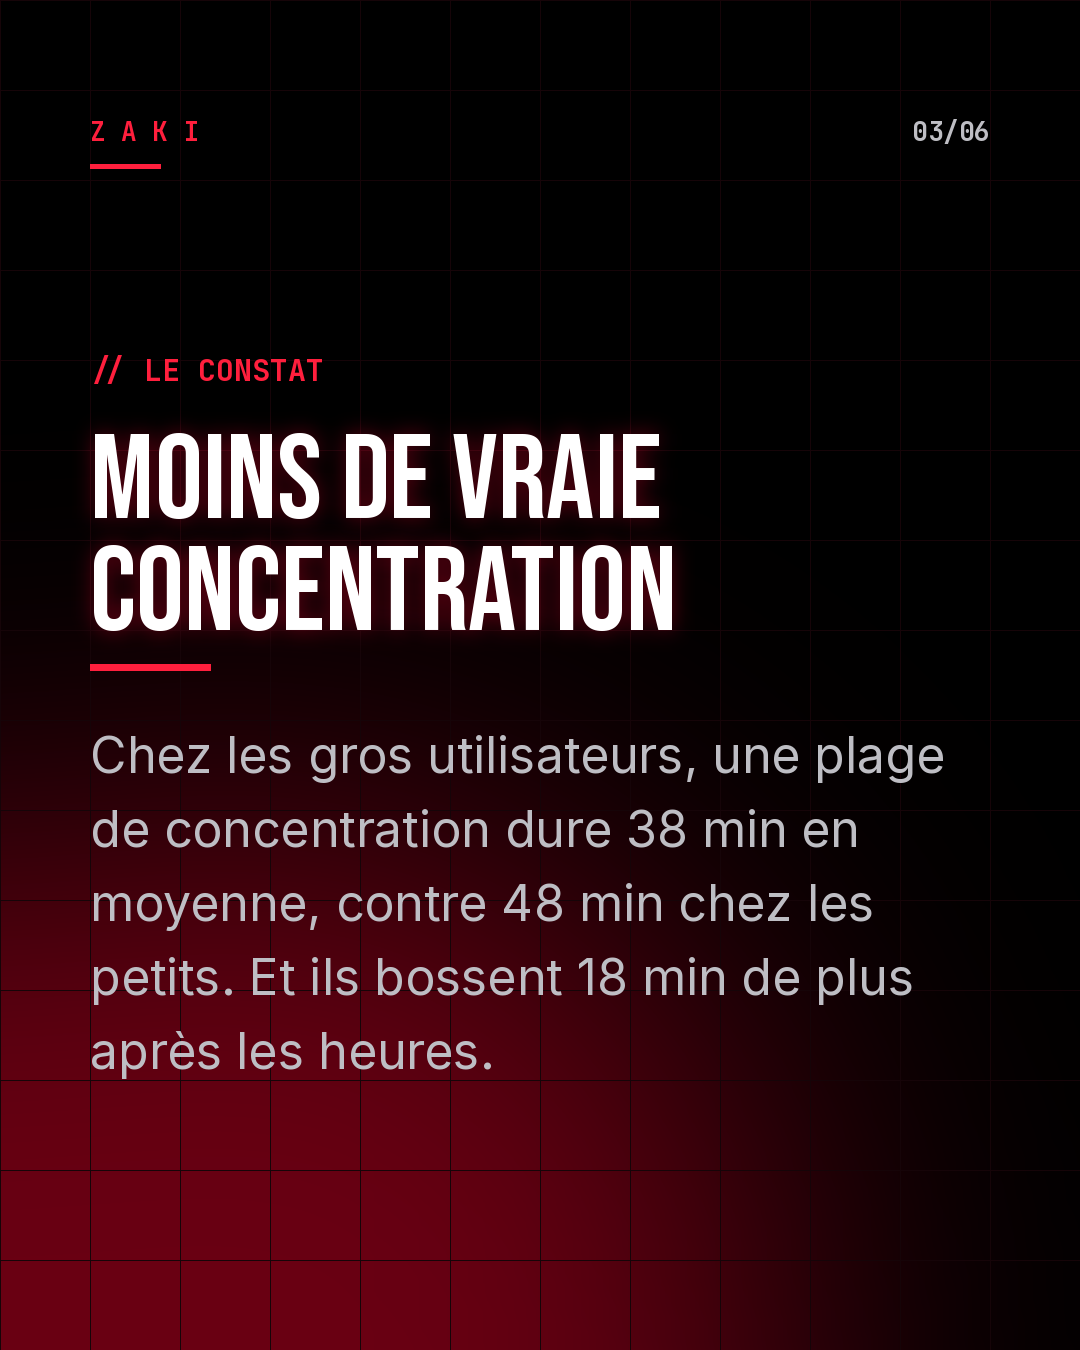 ZAKI
03/06
// LE CONSTAT
MOINS DE VRAIE
CONCENTRATION
Chez les gros utilisateurs, une plage
de concentration dure 38 min en
moyenne, contre 48 min chez les
petits. Et ils bossent 18 min de plus
après les heures.